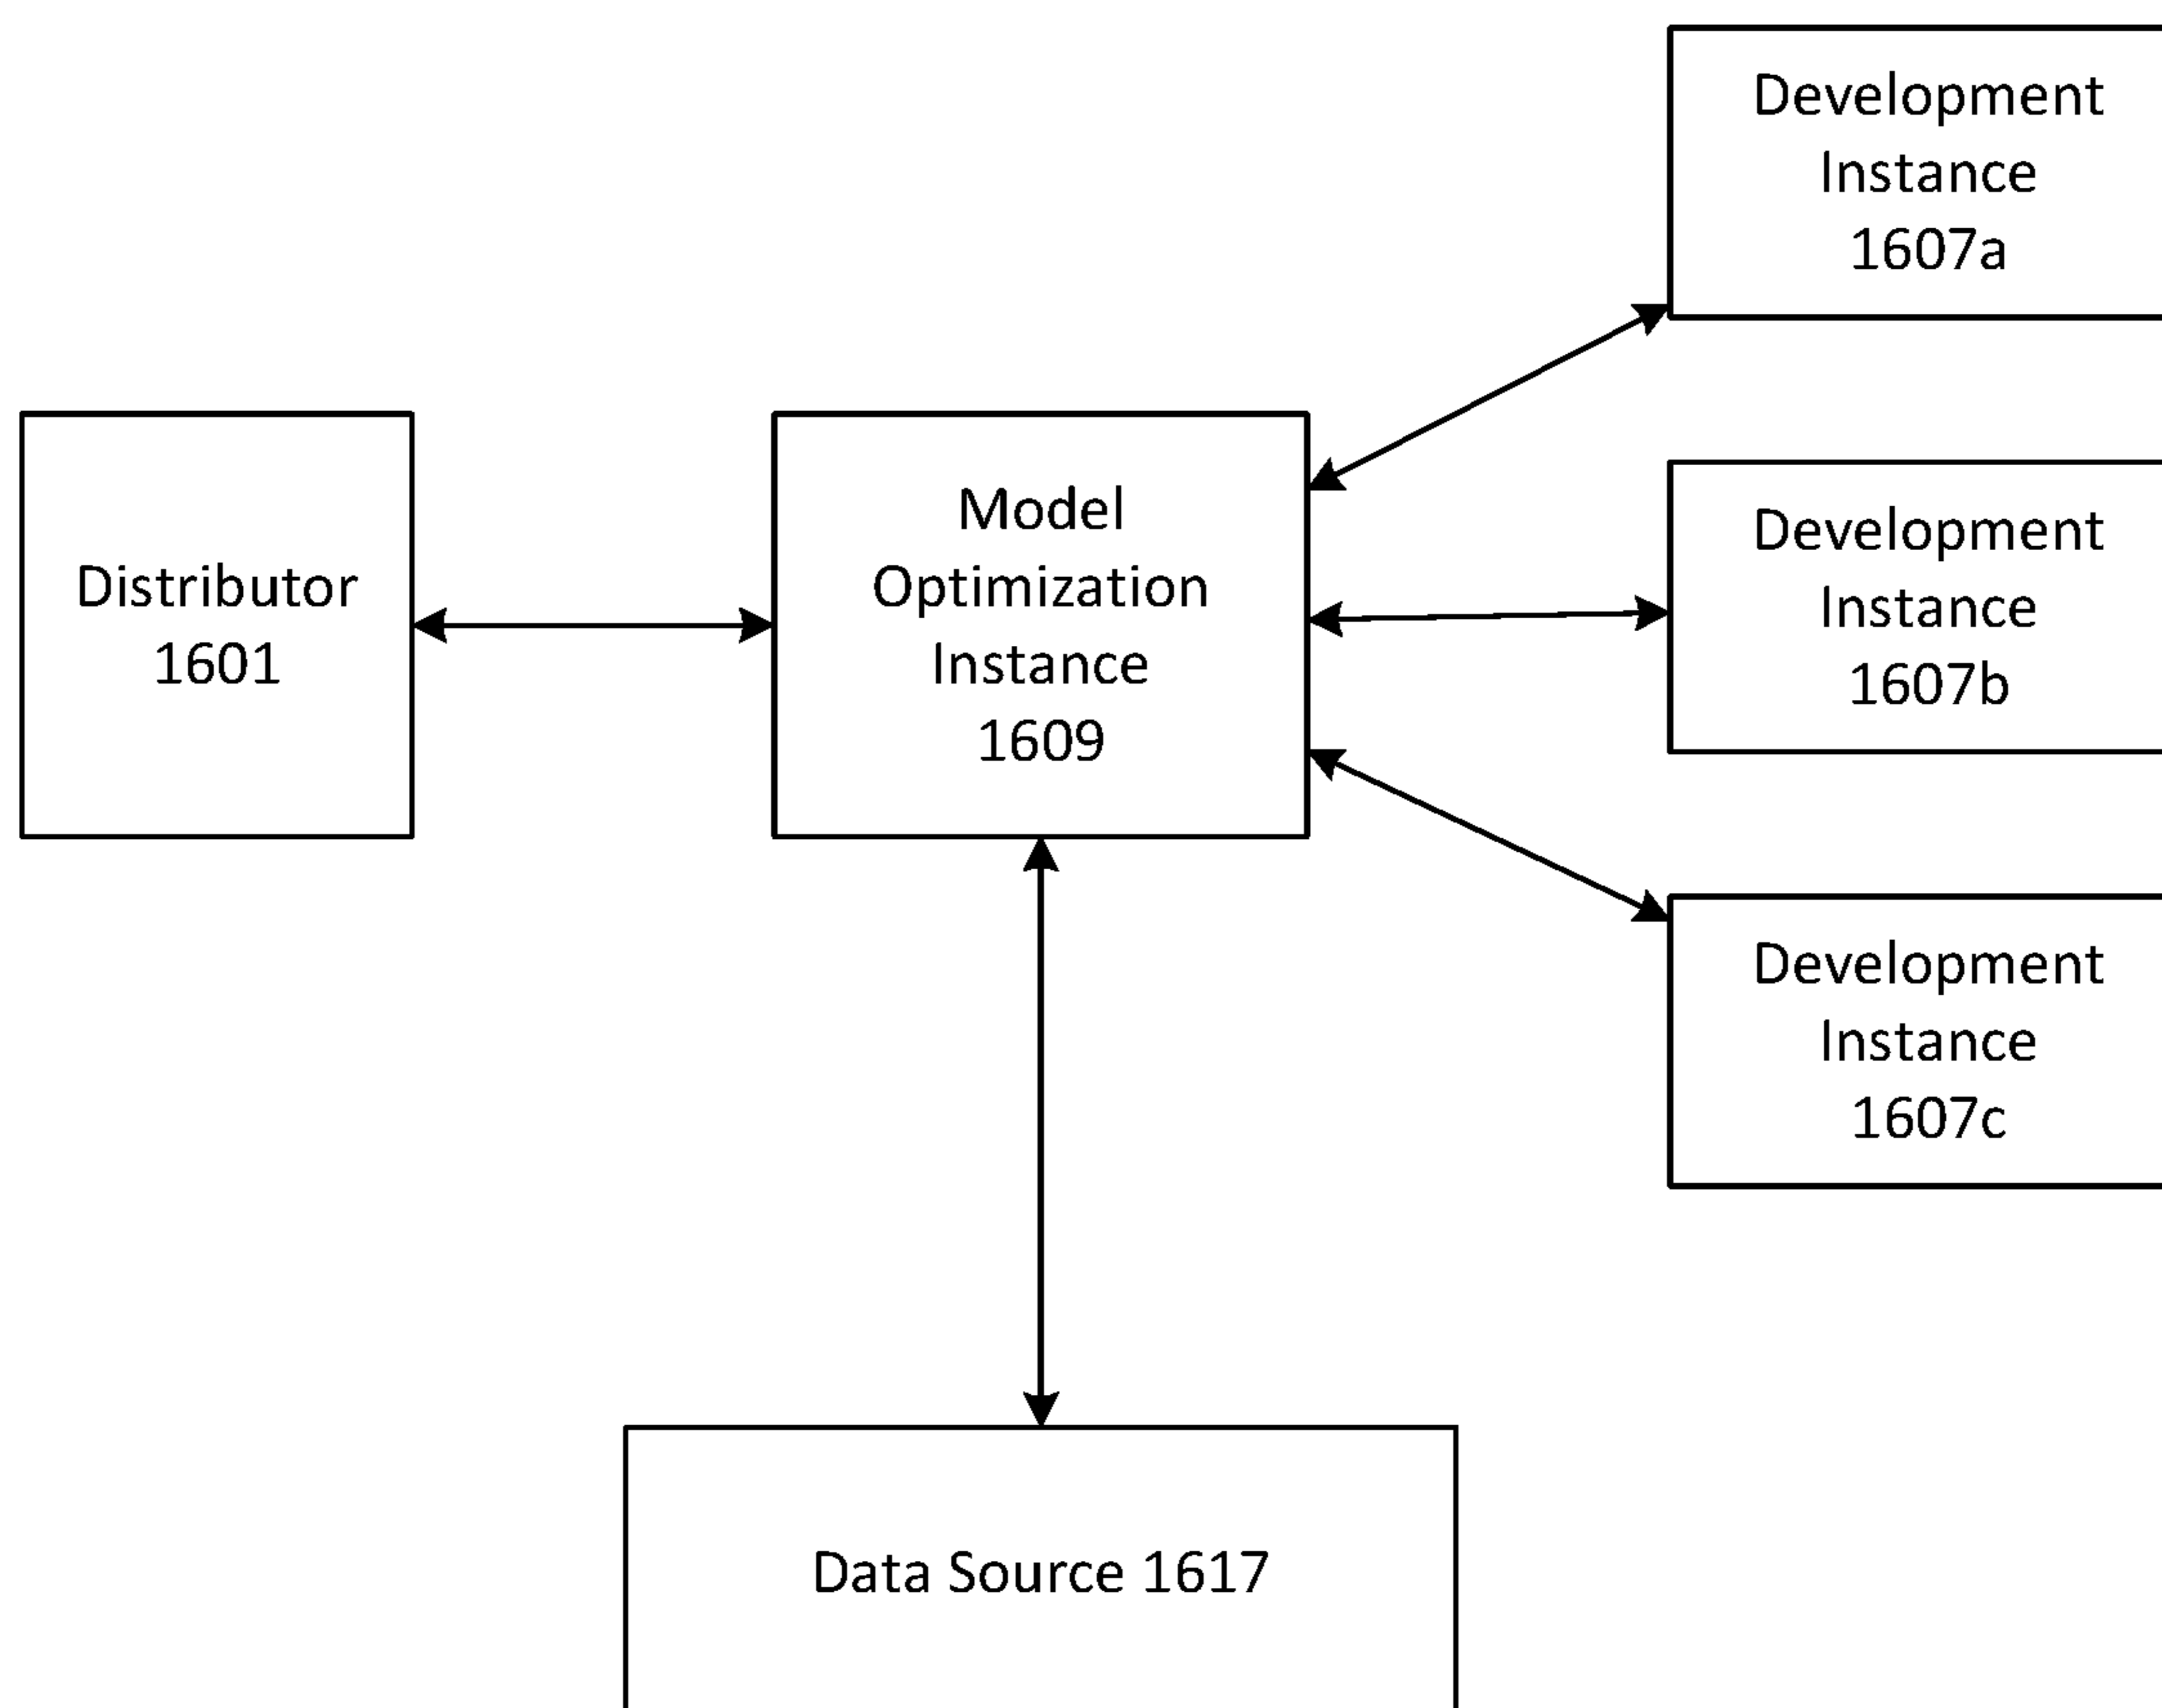 Development
Instance
1607a
Distributor
1601
Model
Optimization
Instance
1609
Development
Instance
1607b
Development
Instance
1607c
Data Source 1617